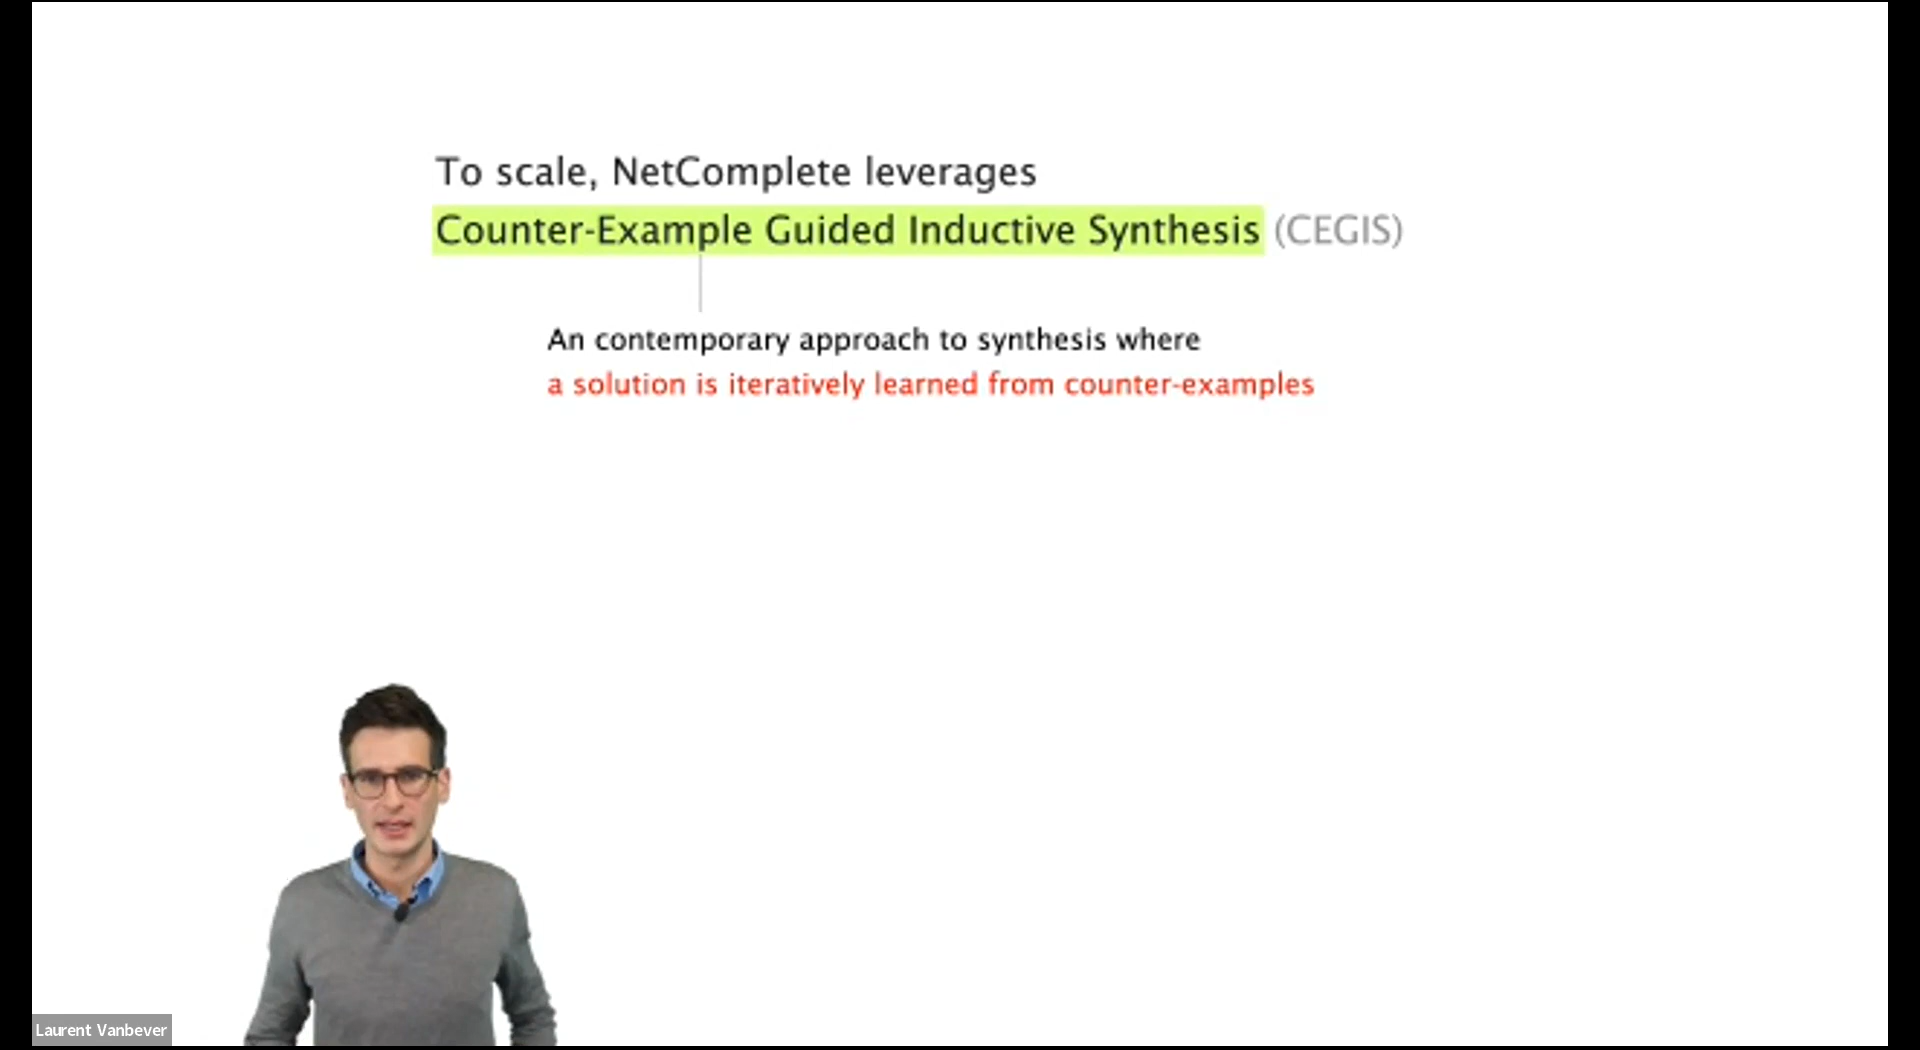 To scale, NetComplete leverages
Counter-Example Guided Inductive Synthesis (CEGIS)
An contemporary approach to synthesis where
a solution is iteratively learned from counter-examples
Laurent Vanbever